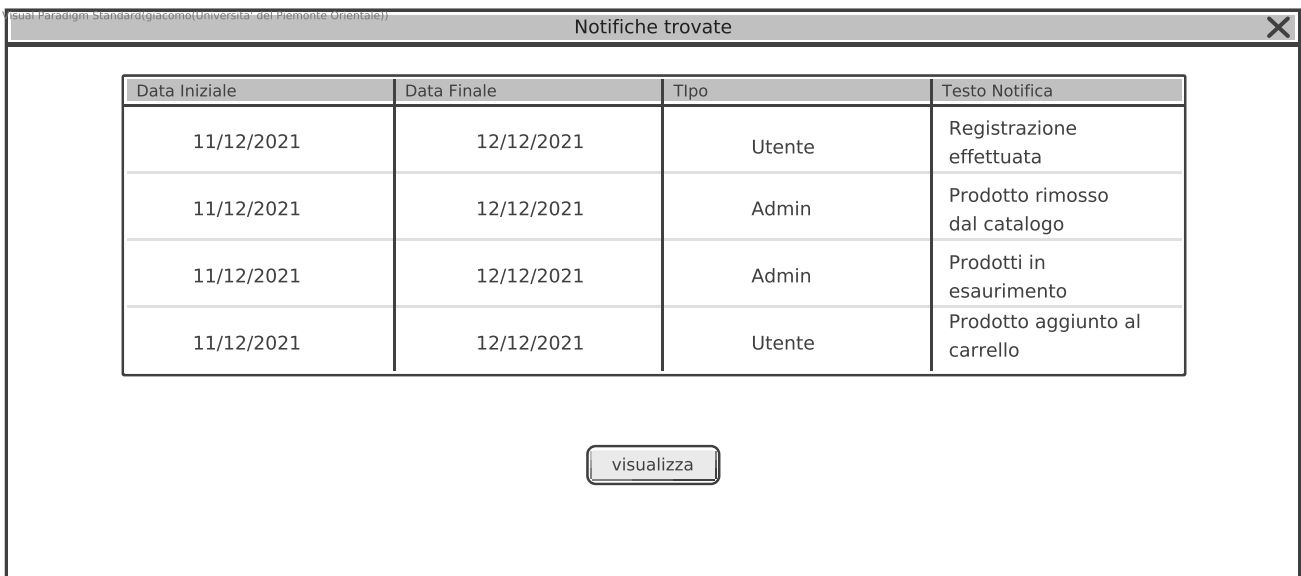 Visual Paradigm Standard(giacomo(Universita' del Piemonte Orientale))
Notifiche trovate
Data Iniziale Data Finale TIpo Testo Notifica
11/12/2021 12/12/2021 Utente Registrazione
effettuata
11/12/2021 12/12/2021 Admin Prodotto rimosso
dal catalogo
11/12/2021 12/12/2021 Admin Prodotti in
esaurimento
11/12/2021 12/12/2021 Utente Prodotto aggiunto al
carrello
visualizza